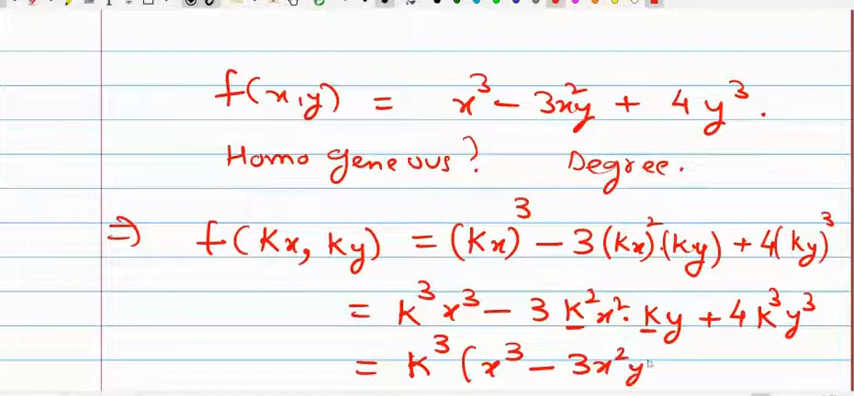 f(x,y) = x³ - 3x²y + 4y³.
Homogeneous? Degree.
⇒ f(Kx, Ky) = (Kx)³ - 3(Kx)²·(Ky) + 4(Ky)³
= K³x³ - 3K²x²·Ky + 4K³y³
= K³(x³ - 3x²y